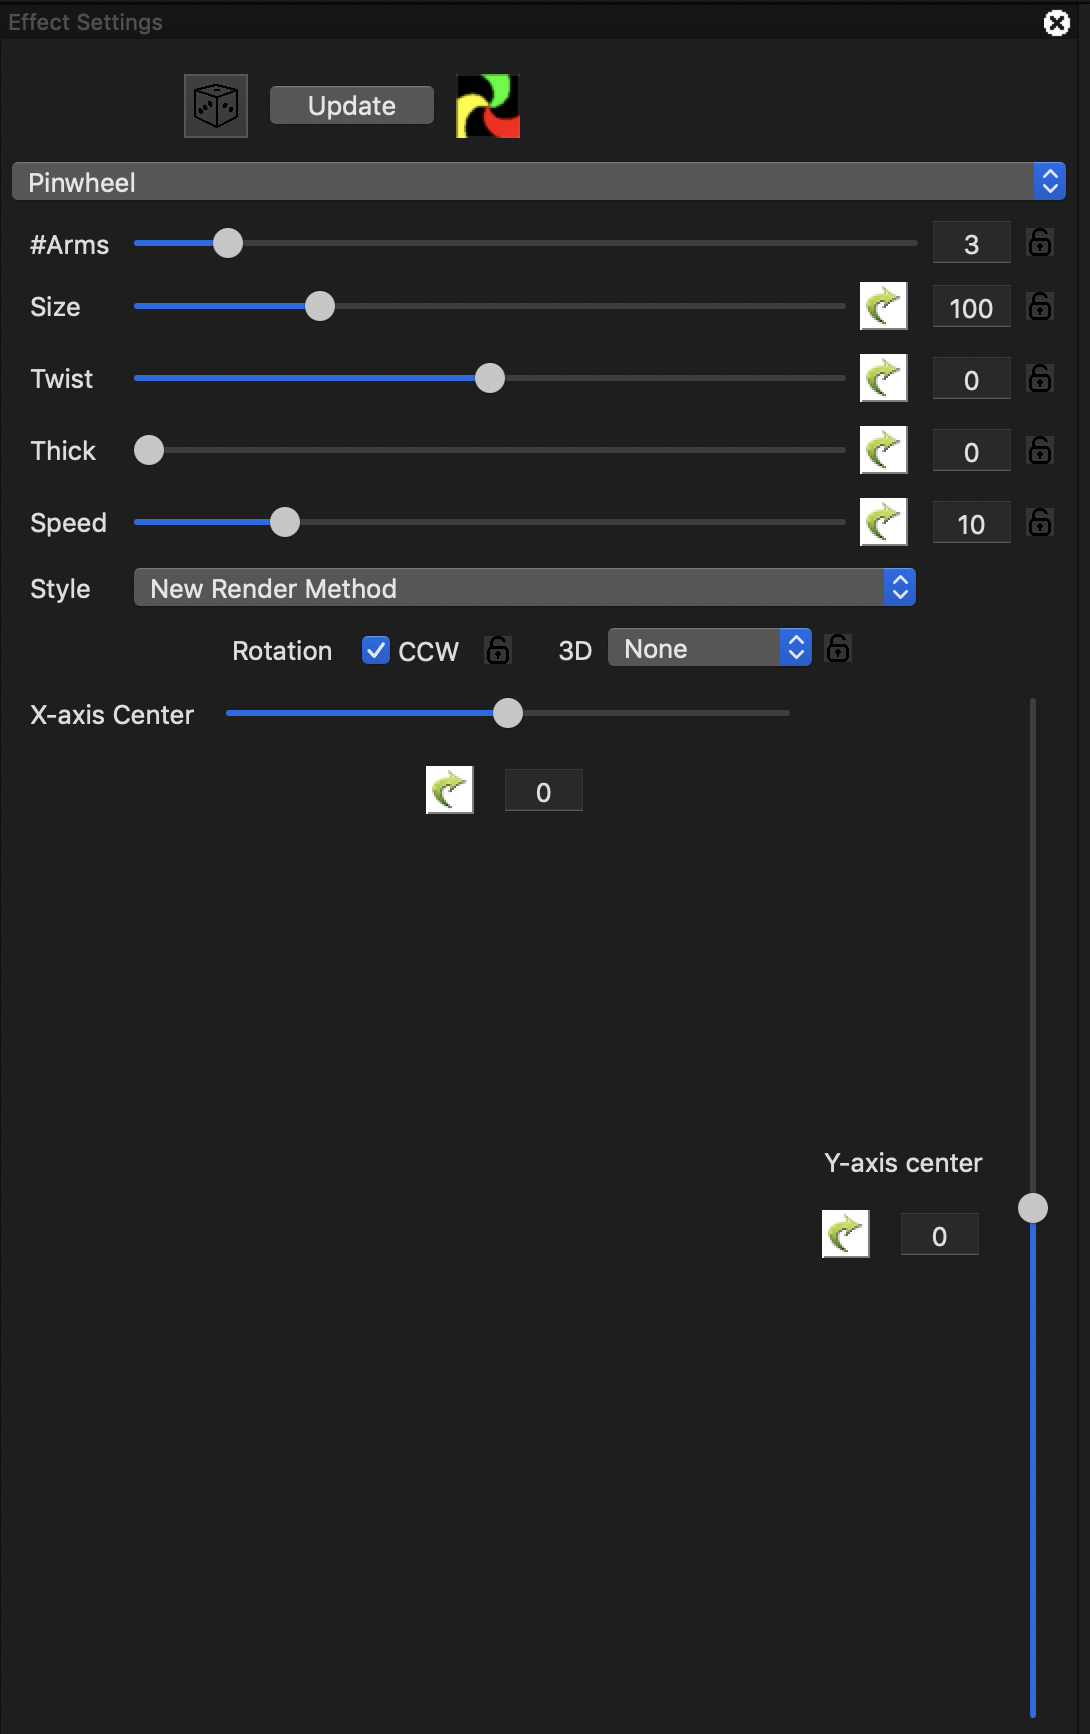 Effect Settings
Update
Pinwheel
#Arms 3
Size 100
Twist 0
Thick 0
Speed 10
Style New Render Method
Rotation CCW 3D None
X-axis Center
0
Y-axis center
0